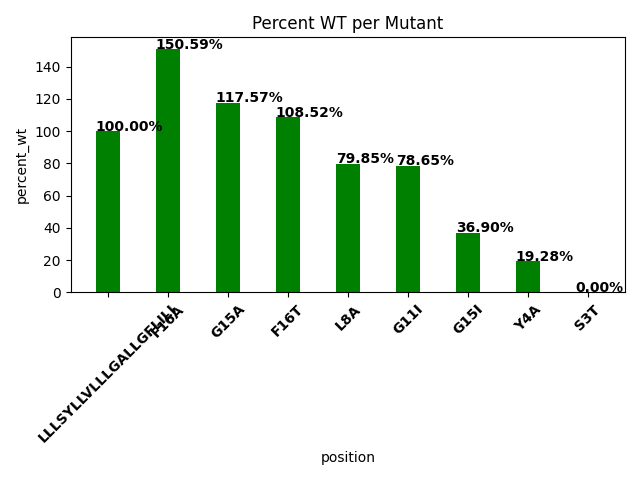 Percent WT per Mutant
150.59%
140
120
117.57%
108.52%
100
100.00%
80
79.85%
78.65%
60
40
36.90%
20
19.28%
0
0.00%
percent_wt
F16A
G15A
F16T
L8A
G11I
G15I
Y4A
S3T
position